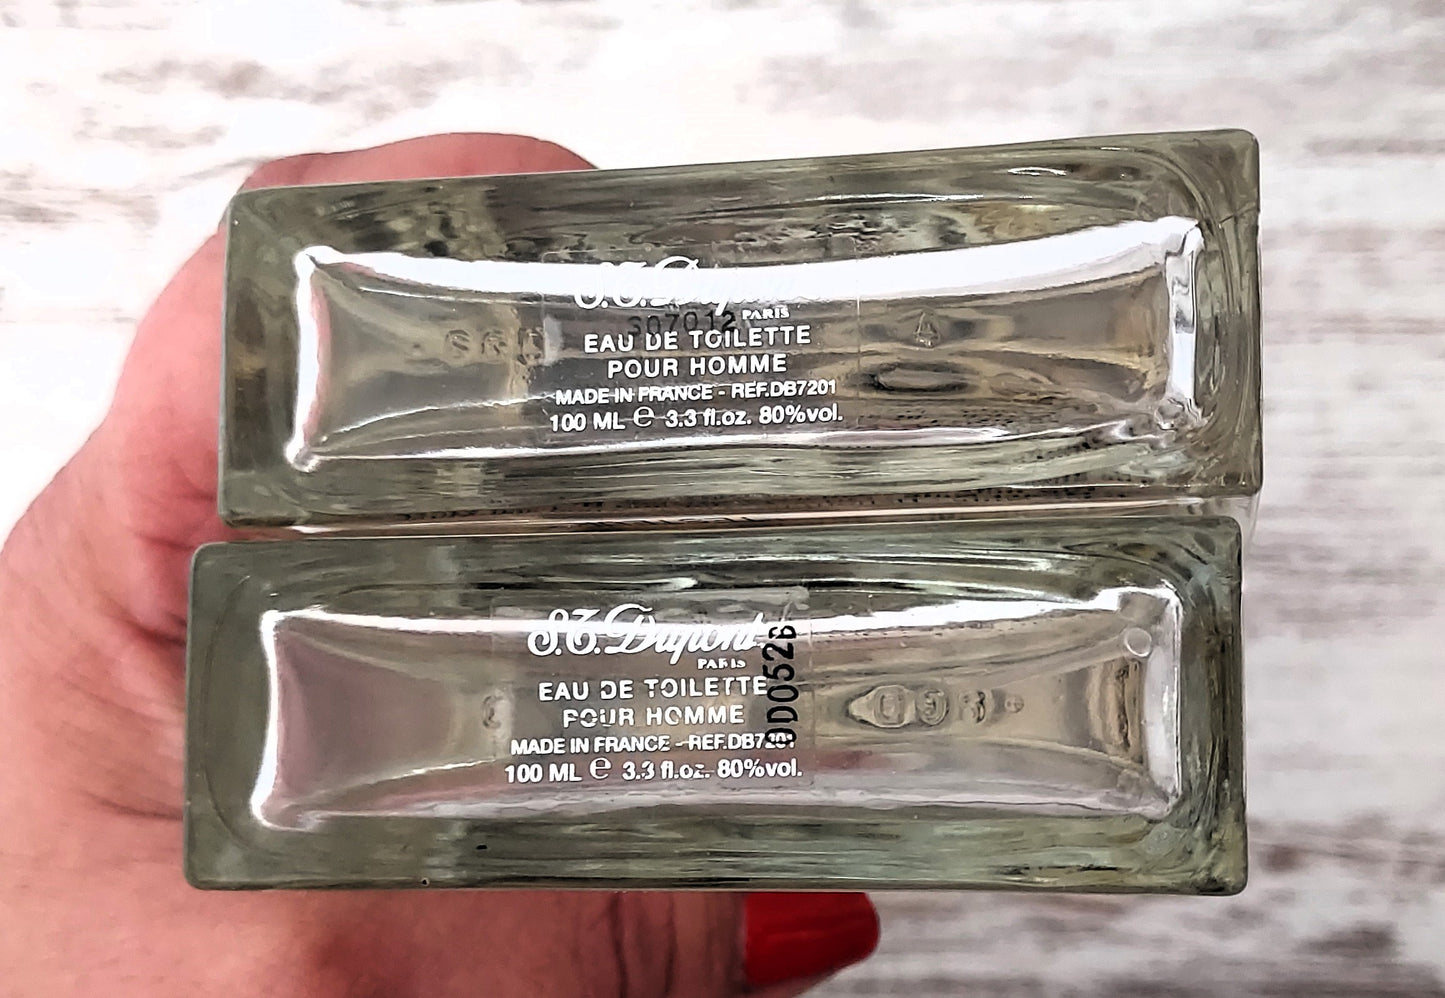 S.T. Dupont
PARIS
S07012
EAU DE TOILETTE
POUR HOMME
MADE IN FRANCE - REF.DB7201
100 ML ℮ 3.3 fl.oz. 80%vol.
S.T. Dupont
PARIS
EAU DE TOILETTE
POUR HOMME
MADE IN FRANCE - REF.DB7201
100 ML ℮ 3.3 fl.oz. 80%vol.
DD052B